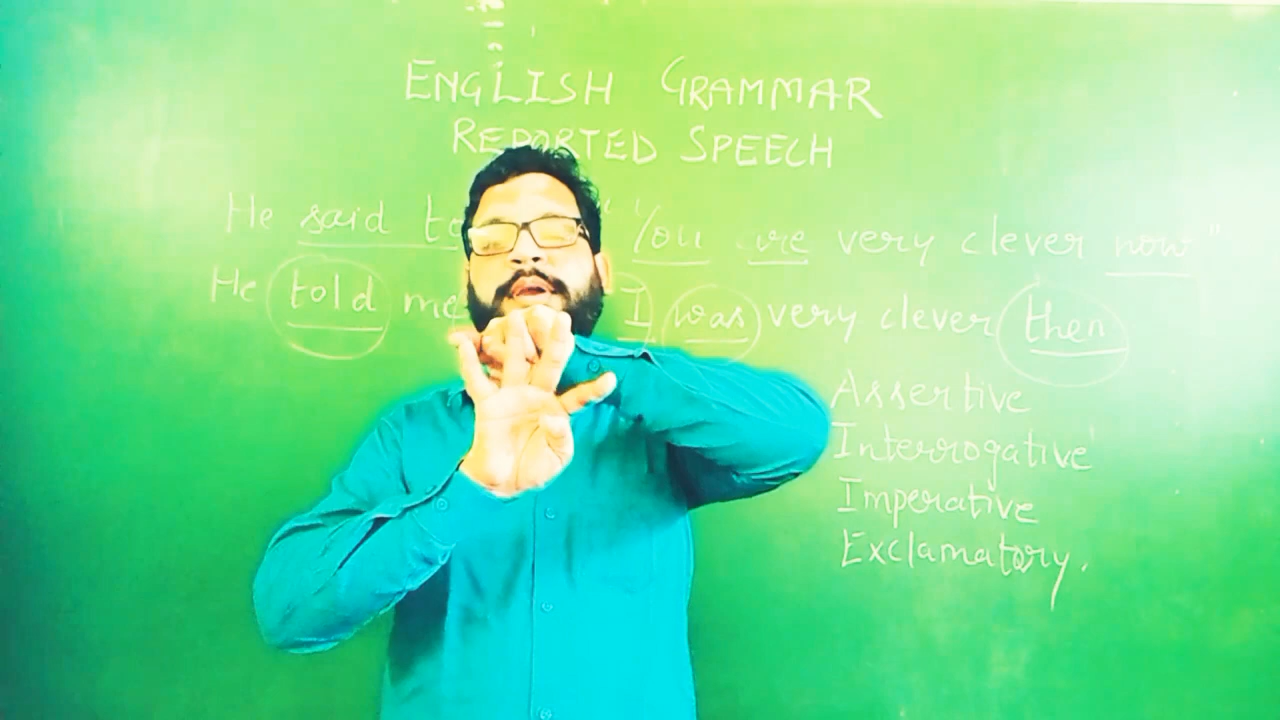 ENGLISH GRAMMAR
REPORTED SPEECH
He said to " You are very clever now"
He told me I was very clever then
Assertive
Interrogative
Imperative
Exclamatory.